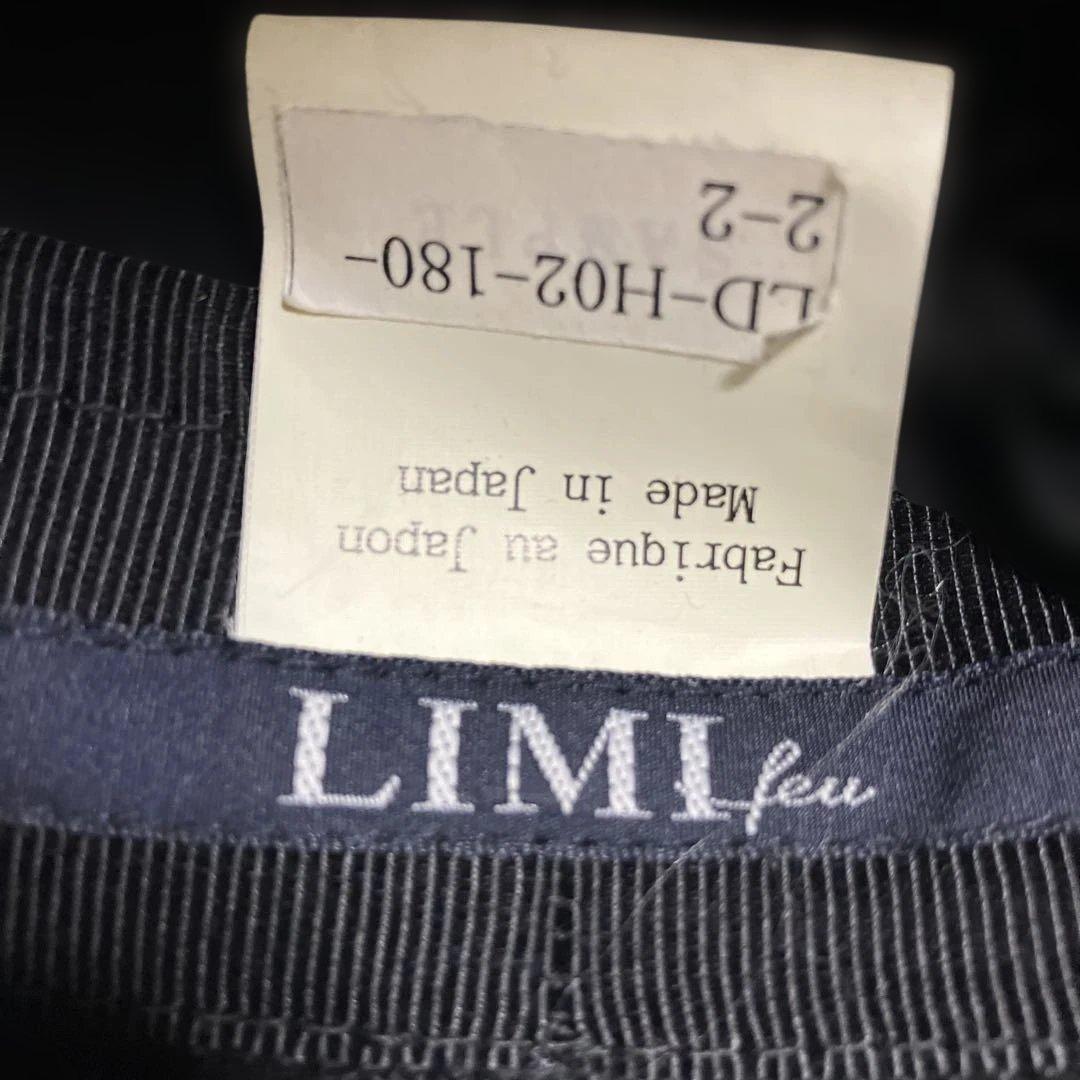 LIMI feu
Fabrique au Japon
Made in Japan
LD-H02-180-
2-2